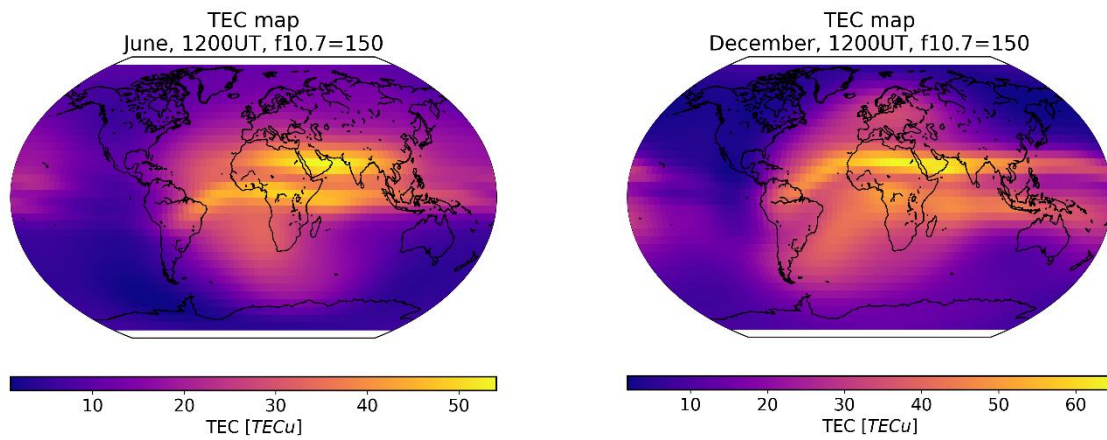 TEC map
June, 1200UT, f10.7=150
10 20 30 40 50
TEC [TECu]
TEC map
December, 1200UT, f10.7=150
10 20 30 40 50 60
TEC [TECu]